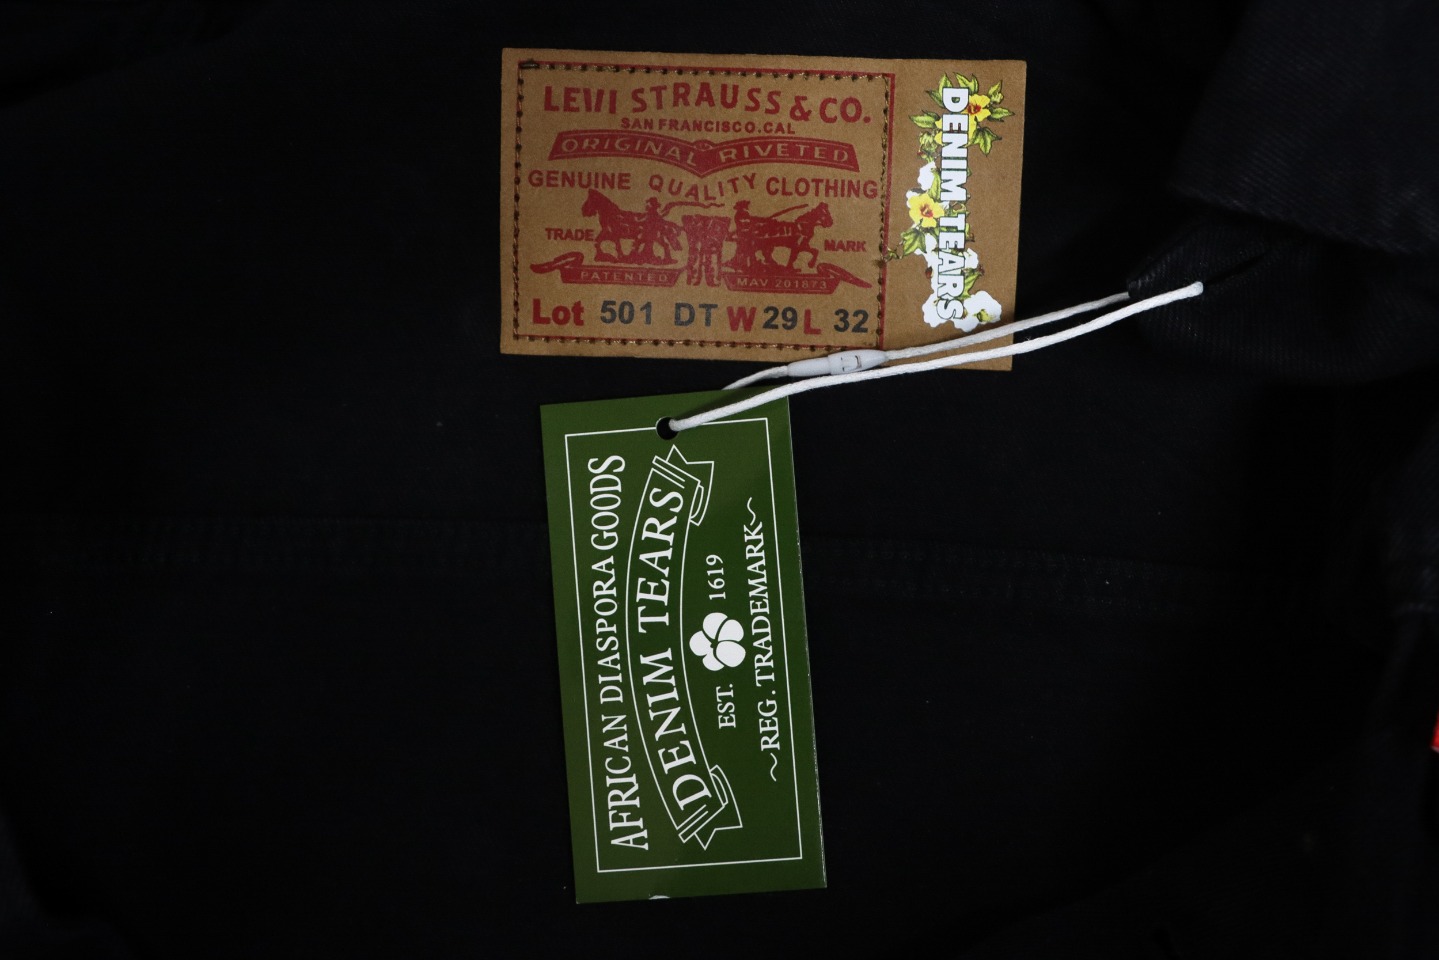 LEVI STRAUSS & CO.
SAN FRANCISCO.CAL
ORIGINAL RIVETED
GENUINE QUALITY CLOTHING
TRADE MARK
PATENTED MAY 201873
Lot 501 DT W 29 L 32
DENIM TEARS
AFRICAN DIASPORA GOODS
DENIM TEARS
EST. 1619
~REG. TRADEMARK~